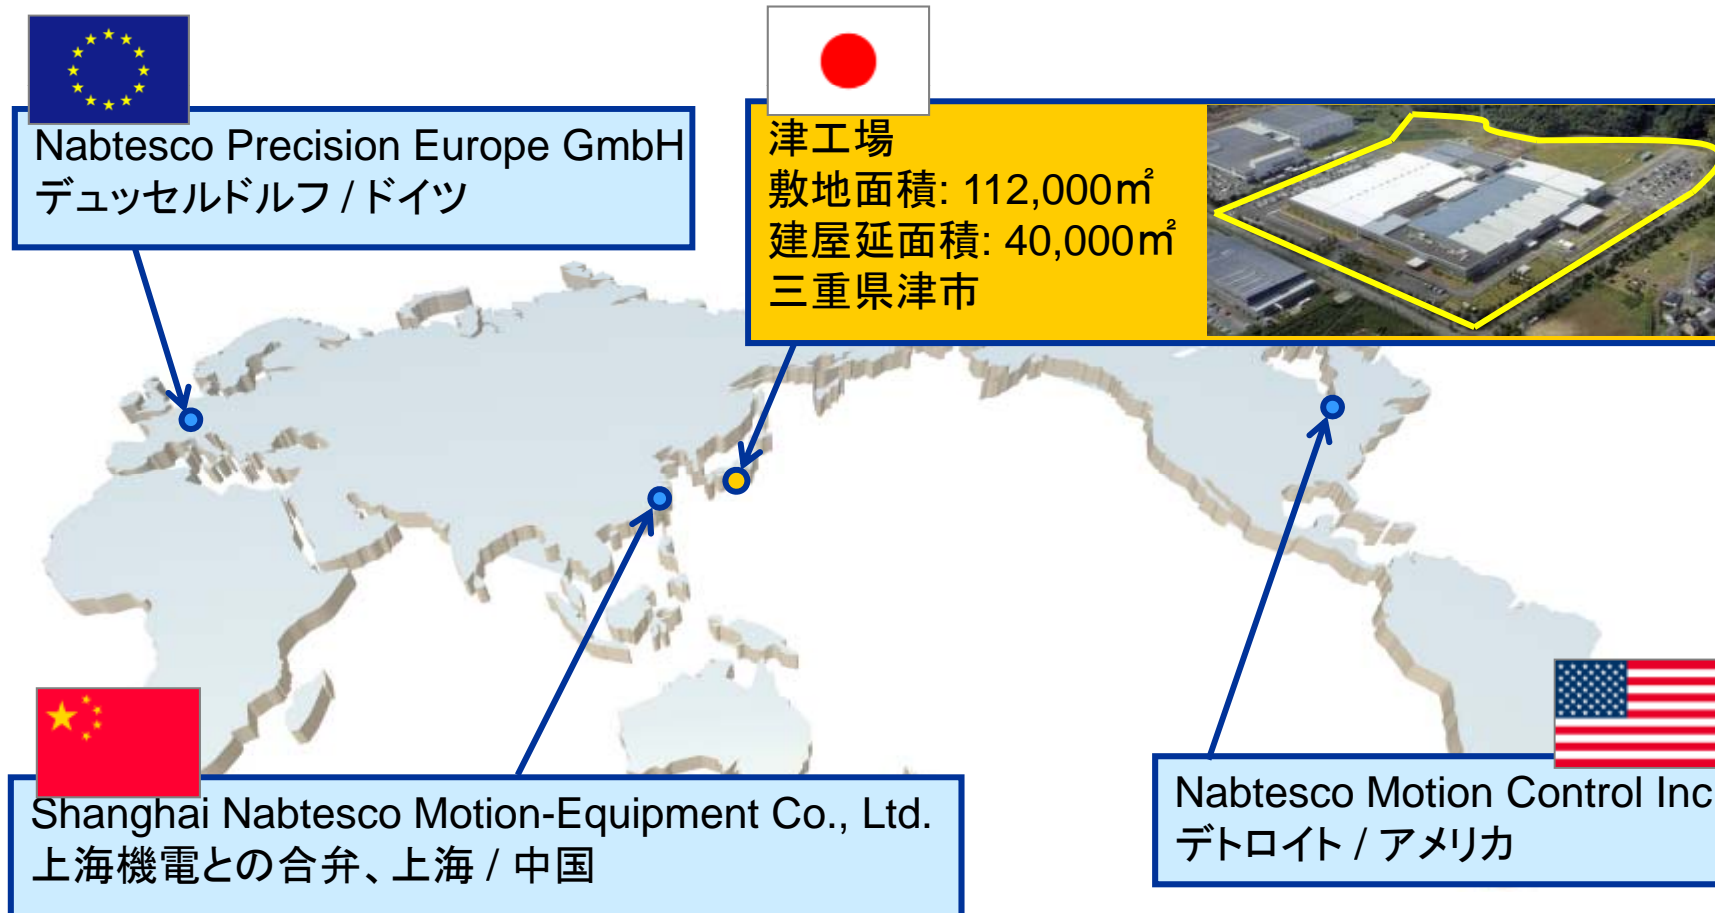 Nabtesco Precision Europe GmbH
デュッセルドルフ / ドイツ
津工場
敷地面積: 112,000㎡
建屋延面積: 40,000㎡
三重県津市
Shanghai Nabtesco Motion-Equipment Co., Ltd.
上海機電との合弁、上海 / 中国
Nabtesco Motion Control Inc
デトロイト / アメリカ